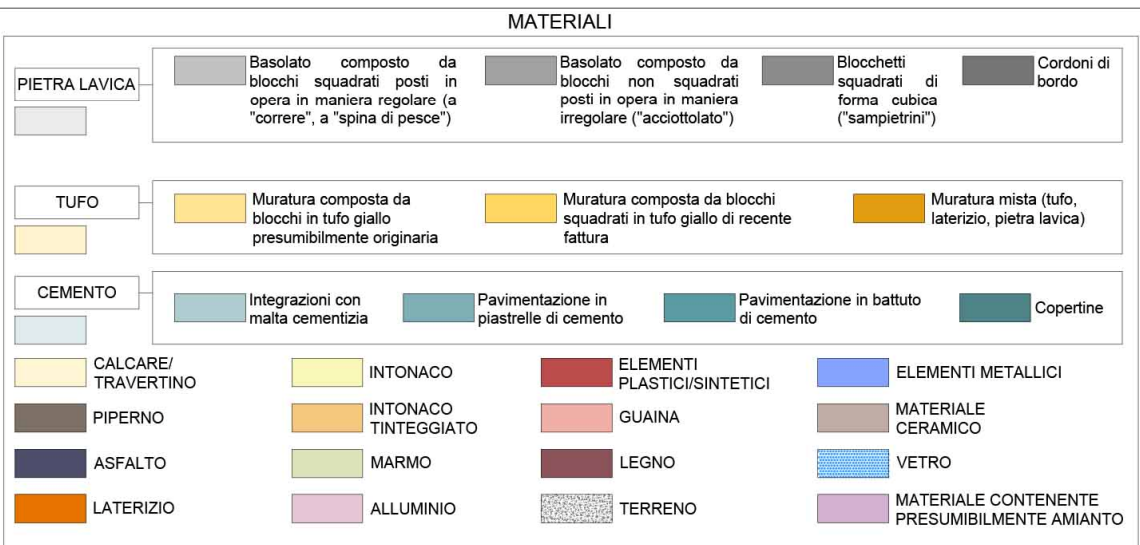 MATERIALI
PIETRA LAVICA
Basolato composto da
blocchi squadrati posti in
opera in maniera regolare (a
"correre", a "spina di pesce")
Basolato composto da
blocchi non squadrati
posti in opera in maniera
irregolare ("acciottolato")
Blocchetti
squadrati di
forma cubica
("sampietrini")
Cordoni di
bordo
TUFO
Muratura composta da
blocchi in tufo giallo
presumibilmente originaria
Muratura composta da blocchi
squadrati in tufo giallo di recente
fattura
Muratura mista (tufo,
laterizio, pietra lavica)
CEMENTO
Integrazioni con
malta cementizia
Pavimentazione in
piastrelle di cemento
Pavimentazione in battuto
di cemento
Copertine
CALCARE/
TRAVERTINO
INTONACO
ELEMENTI
PLASTICI/SINTETICI
ELEMENTI METALLICI
PIPERNO
INTONACO
TINTEGGIATO
GUAINA
MATERIALE
CERAMICO
ASFALTO
MARMO
LEGNO
VETRO
LATERIZIO
ALLUMINIO
TERRENO
MATERIALE CONTENENTE
PRESUMIBILMENTE AMIANTO